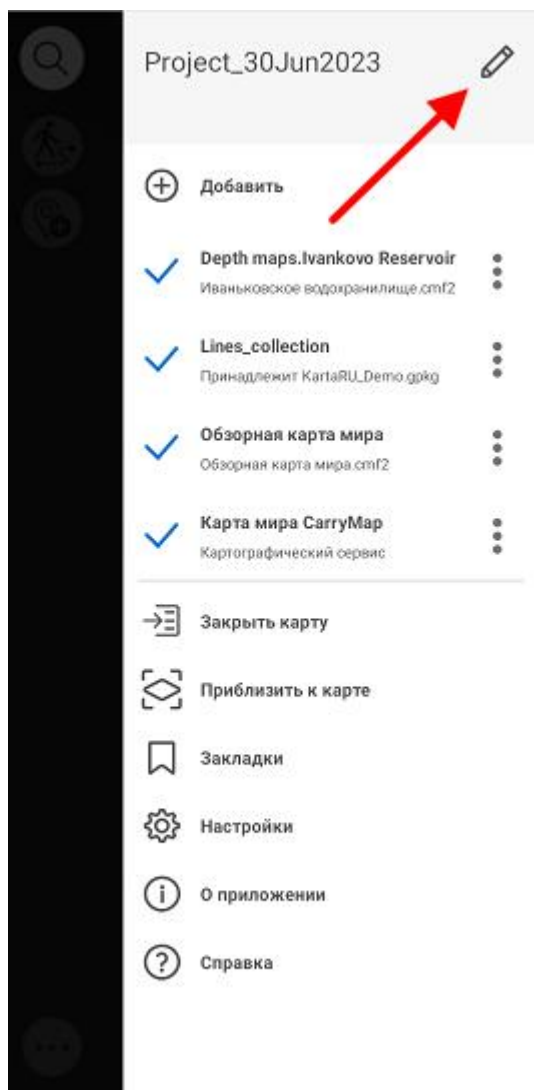 Project_30Jun2023
Добавить
Depth maps.Ivankovo Reservoir
Иваньковское водохранилище.cmf2
Lines_collection
Принадлежит KartaRU_Demo.gpkg
Обзорная карта мира
Обзорная карта мира.cmf2
Карта мира CarryMap
Картографический сервис
Закрыть карту
Приблизить к карте
Закладки
Настройки
О приложении
Справка